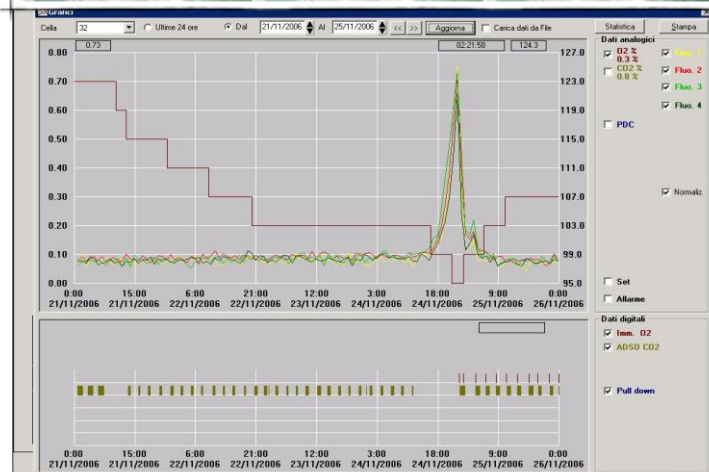 Grafici
Cella 32 Ultime 24 ore Dal 21/11/2006 Al 25/11/2006 << >> Aggiorna Carica dati da File Statistica Stampa
0.73 02:21:58 124.3
Dati analogici
O2 % 0.3 % Fluo. 1
CO2 % 0.8 % Fluo. 2
Fluo. 3
Fluo. 4
PDC
Normaliz.
Set
Allarme
0.80 127.0
0.70 123.0
0.60 119.0
0.50 115.0
0.40 111.0
0.30 107.0
0.20 103.0
0.10 99.0
0.00 95.0
0:00 15:00 6:00 21:00 12:00 3:00 18:00 9:00 0:00
21/11/2006 21/11/2006 22/11/2006 22/11/2006 23/11/2006 24/11/2006 24/11/2006 25/11/2006 26/11/2006
Dati digitali
Imm. O2
ADSO CO2
Pull down
0:00 15:00 6:00 21:00 12:00 3:00 18:00 9:00 0:00
21/11/2006 21/11/2006 22/11/2006 22/11/2006 23/11/2006 24/11/2006 24/11/2006 25/11/2006 26/11/2006